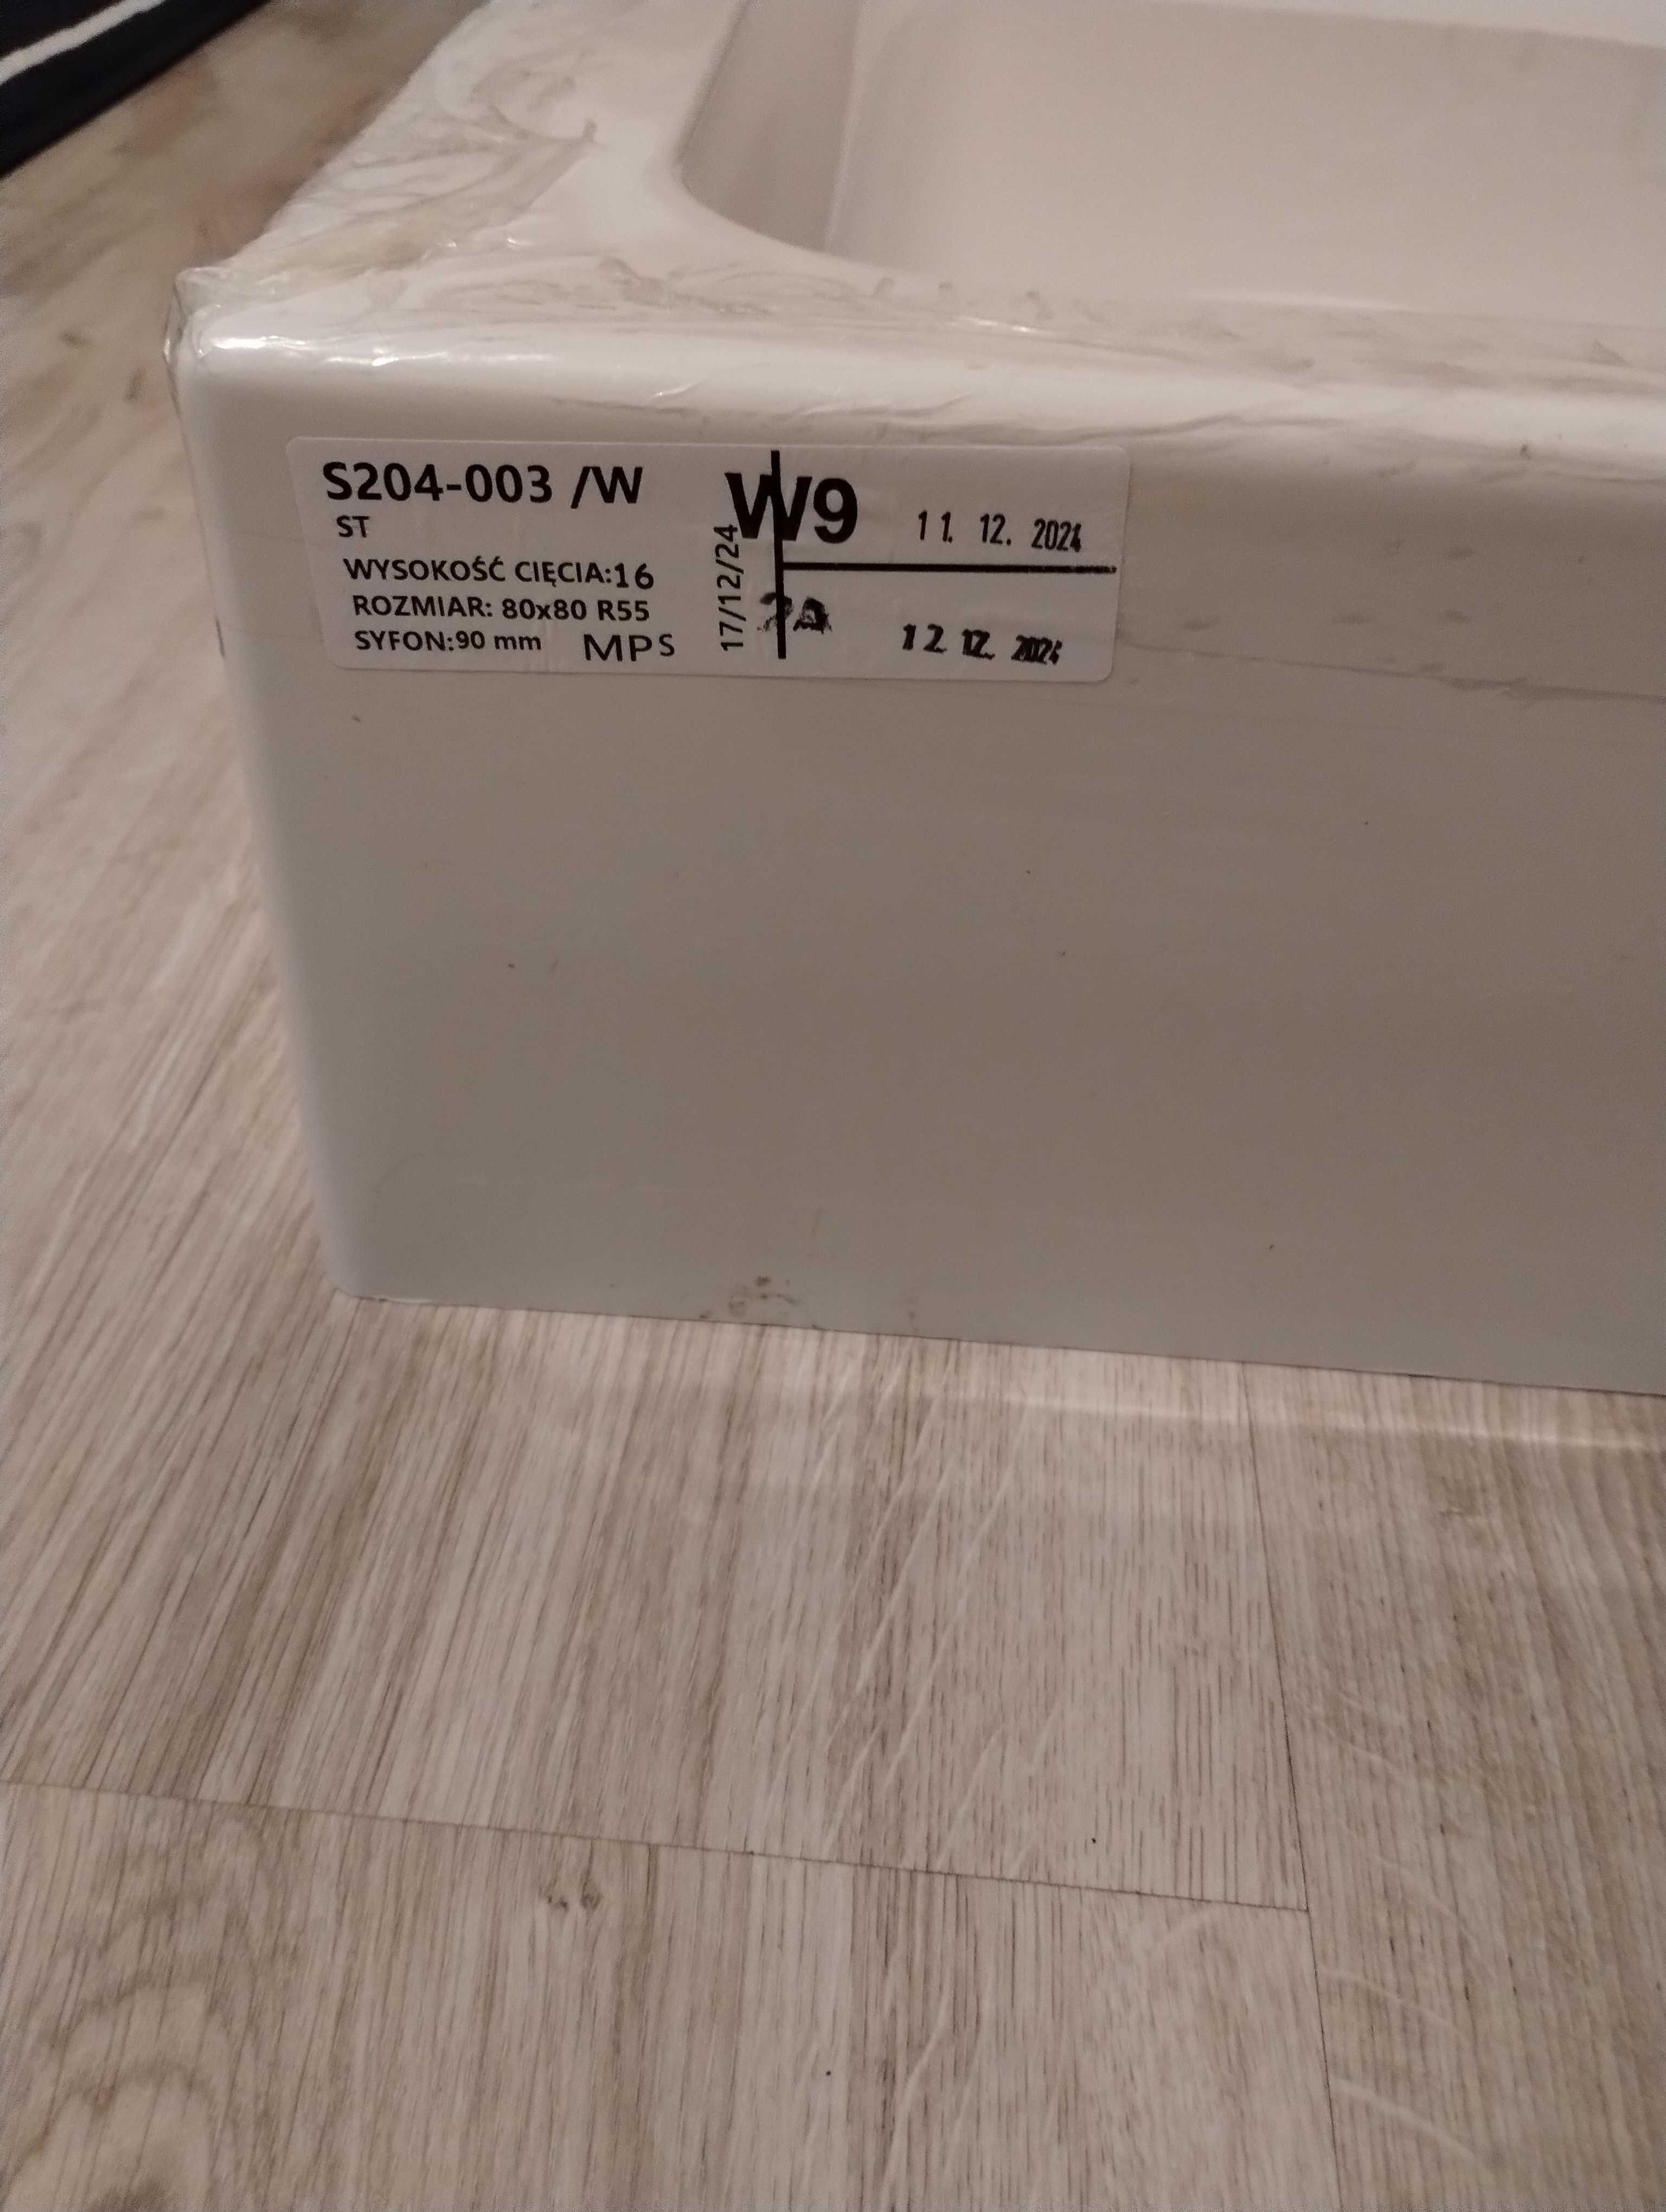 S204-003 /W
ST
WYSOKOŚĆ CIĘCIA:16
ROZMIAR: 80x80 R55
SYFON:90 mm MPS
17/12/24
W9
11. 12. 2024
12 12. 2024